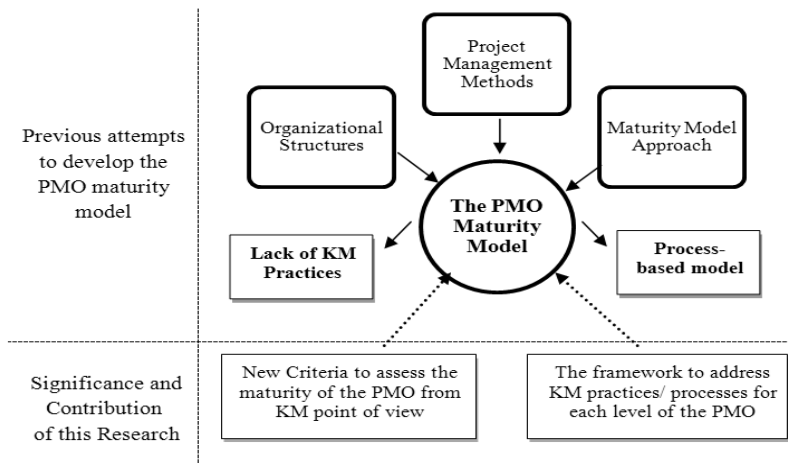 Previous attempts
to develop the
PMO maturity
model
Project
Management
Methods
Organizational
Structures
Maturity Model
Approach
The PMO
Maturity
Model
Lack of KM
Practices
Process-
based model
Significance and
Contribution
of this Research
New Criteria to assess the
maturity of the PMO from
KM point of view
The framework to address
KM practices/ processes for
each level of the PMO